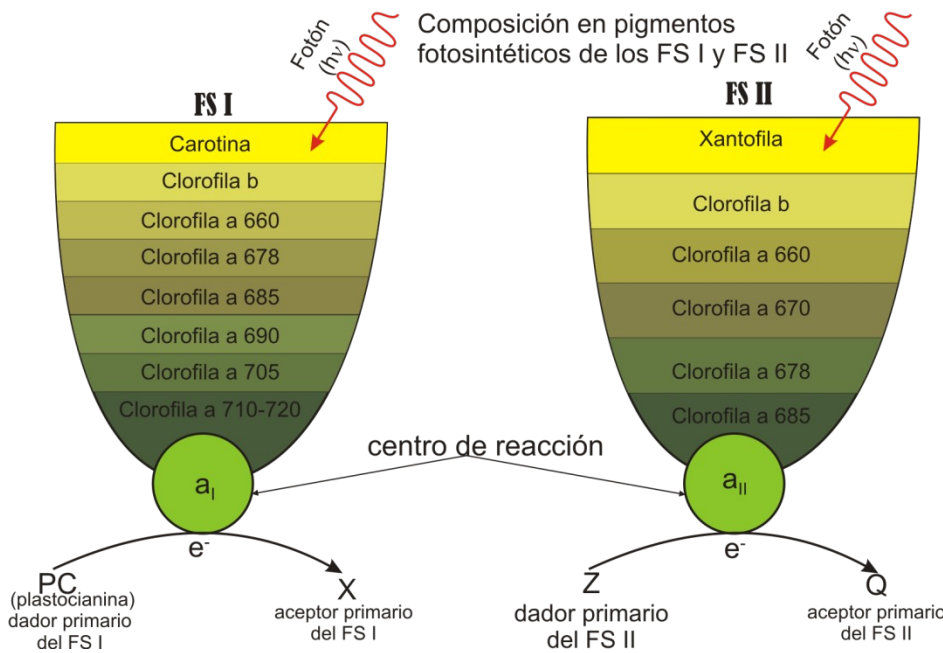 Composición en pigmentos
fotosintéticos de los FS I y FS II
Fotón
(hν)
FS I
Carotina
Clorofila b
Clorofila a 660
Clorofila a 678
Clorofila a 685
Clorofila a 690
Clorofila a 705
Clorofila a 710-720
aI
e-
PC
(plastocianina)
dador primario
del FS I
X
aceptor primario
del FS I
centro de reacción
Fotón
(hν)
FS II
Xantofila
Clorofila b
Clorofila a 660
Clorofila a 670
Clorofila a 678
Clorofila a 685
aII
e-
Z
dador primario
del FS II
Q
aceptor primario
del FS II